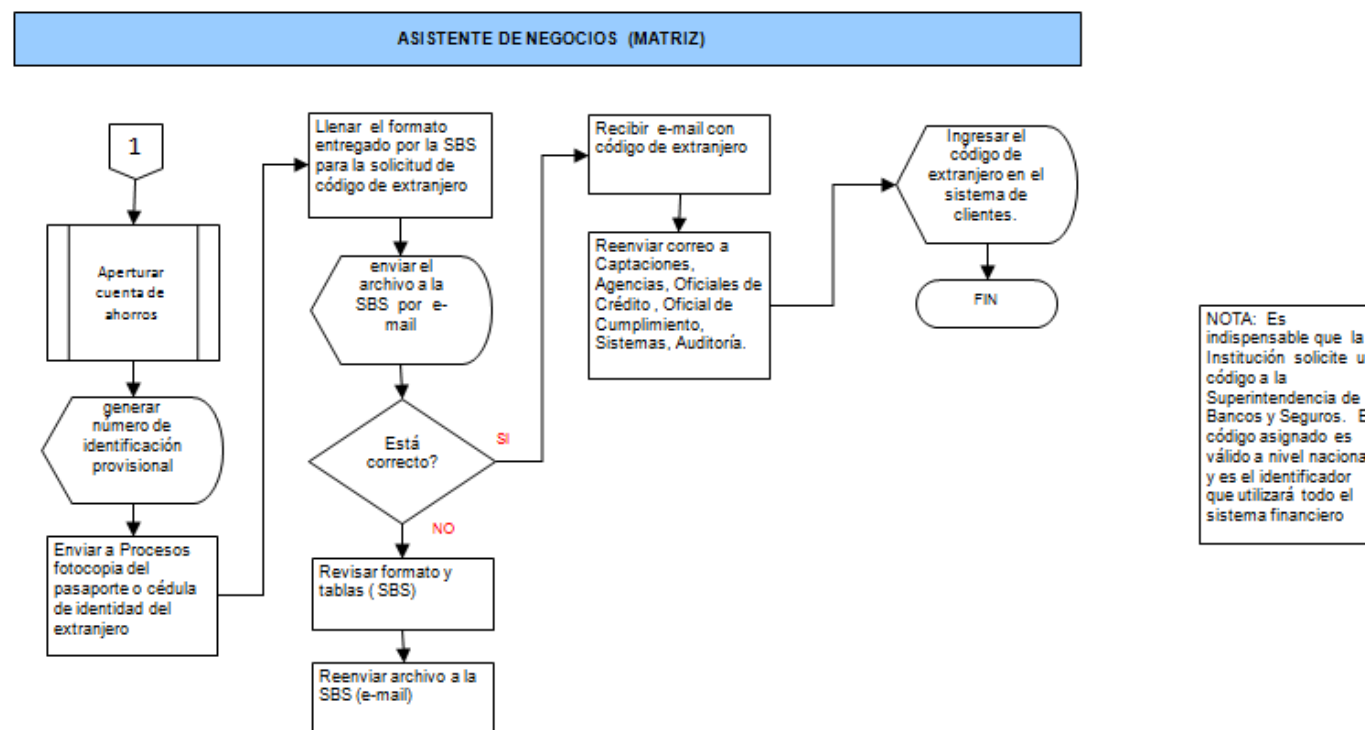 ASISTENTE DE NEGOCIOS (MATRIZ)
1
Aperturar
cuenta de
ahorros
generar
número de
identificación
provisional
Enviar a Procesos
fotocopia del
pasaporte o cédula
de identidad del
extranjero
Llenar el formato
entregado por la SBS
para la solicitud de
código de extranjero
enviar el
archivo a la
SBS por e-
mail
Está
correcto?
SI
NO
Revisar formato y
tablas ( SBS)
Reenviar archivo a la
SBS (e-mail)
Recibir e-mail con
código de extranjero
Reenviar correo a
Captaciones,
Agencias, Oficiales de
Crédito , Oficial de
Cumplimiento,
Sistemas, Auditoría.
Ingresar el
código de
extranjero en el
sistema de
clientes.
FIN
NOTA: Es
indispensable que la
Institución solicite
código a la
Superintendencia de
Bancos y Seguros.
código asignado es
válido a nivel
y es el identificador
que utilizará todo el
sistema financiero